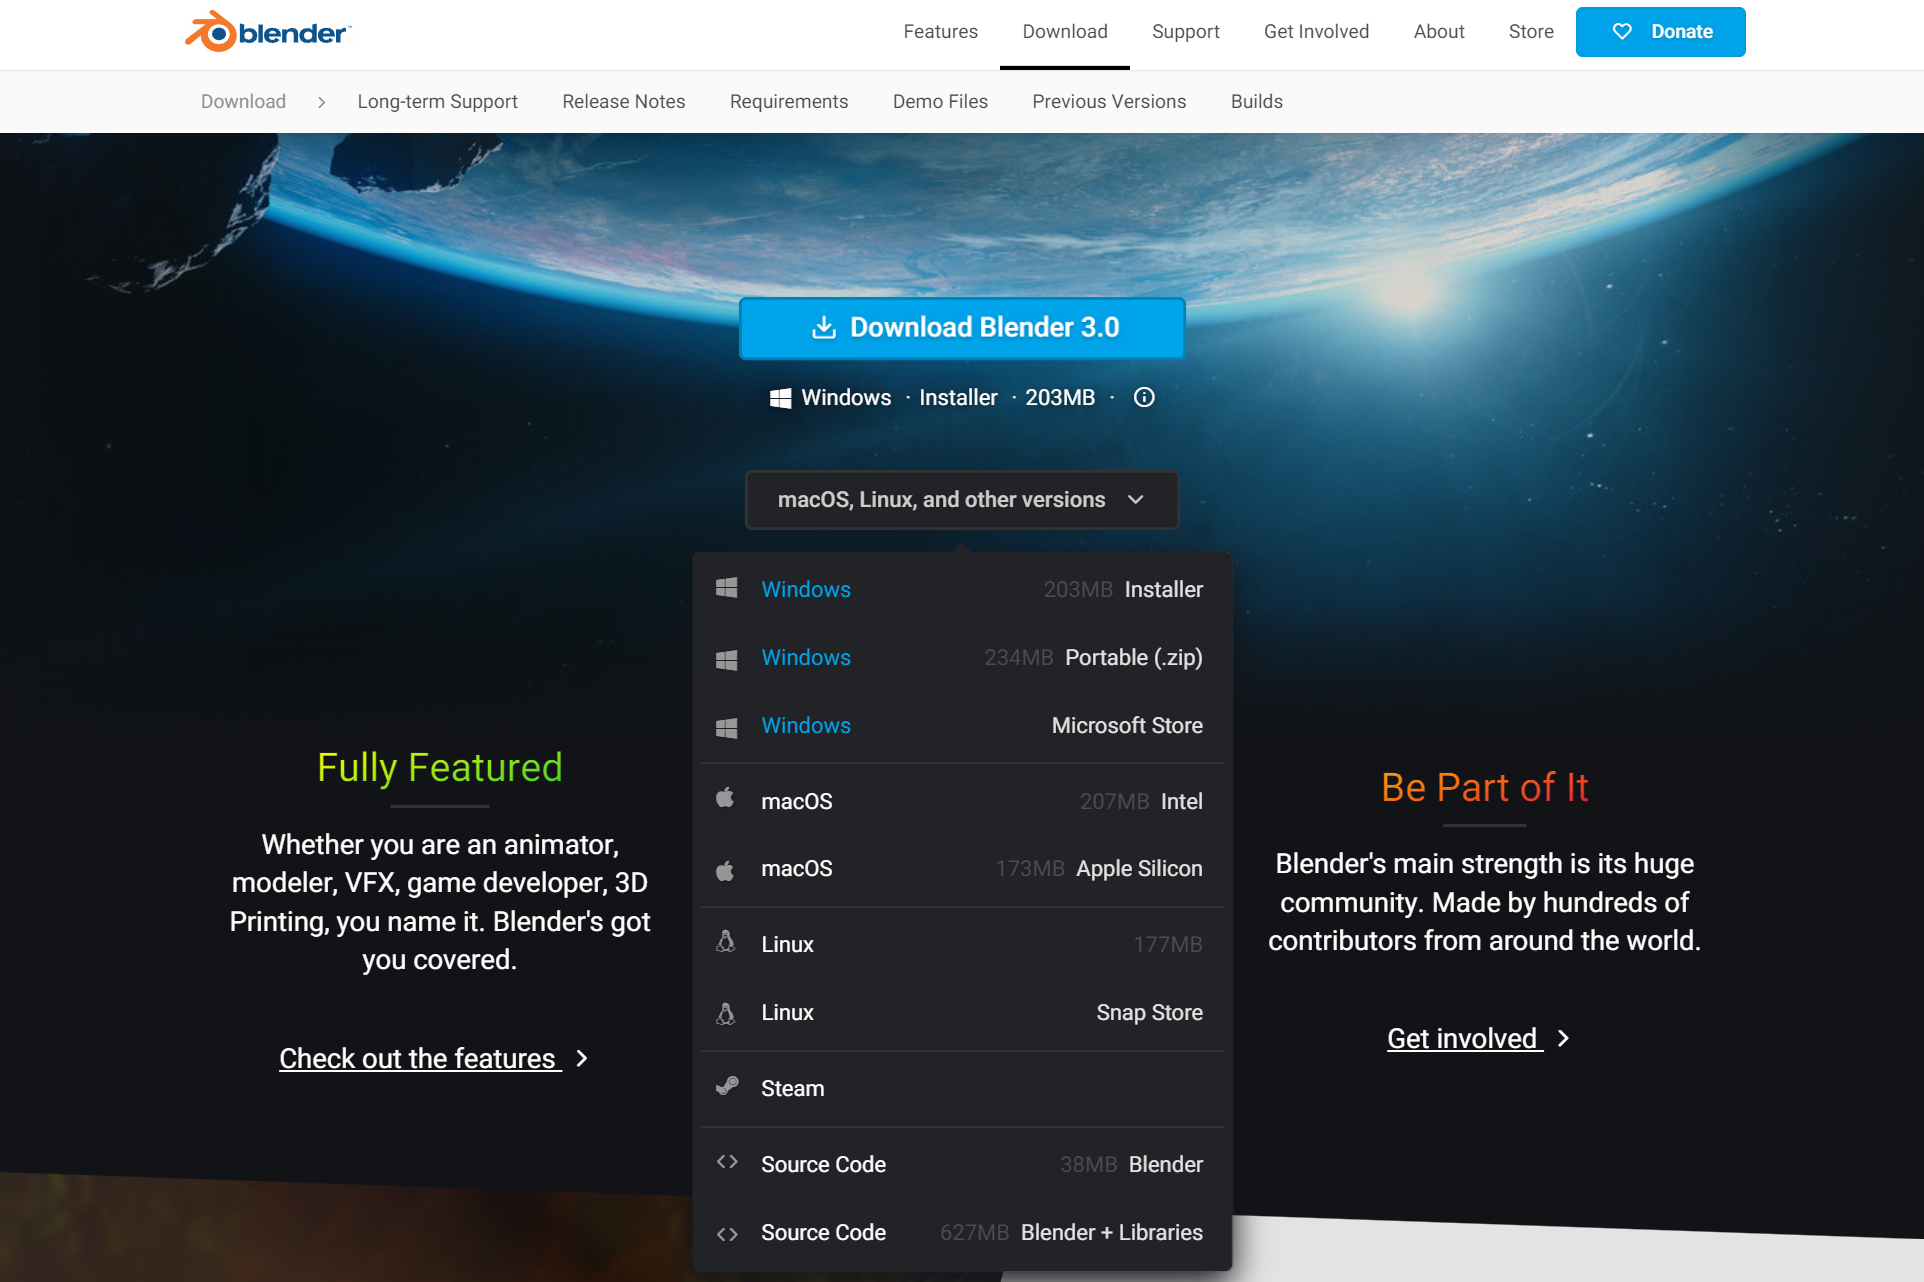 blender
Features Download Support Get Involved About Store Donate
Download Long-term Support Release Notes Requirements Demo Files Previous Versions Builds
Download Blender 3.0
Windows · Installer · 203MB ·
macOS, Linux, and other versions
Windows 203MB Installer
Windows 234MB Portable (.zip)
Windows Microsoft Store
macOS 207MB Intel
macOS 173MB Apple Silicon
Linux 177MB
Linux Snap Store
Steam
Source Code 38MB Blender
Source Code 627MB Blender + Libraries
Fully Featured
Whether you are an animator,
modeler, VFX, game developer, 3D
Printing, you name it. Blender's got
you covered.
Check out the features
Be Part of It
Blender's main strength is its huge
community. Made by hundreds of
contributors from around the world.
Get involved